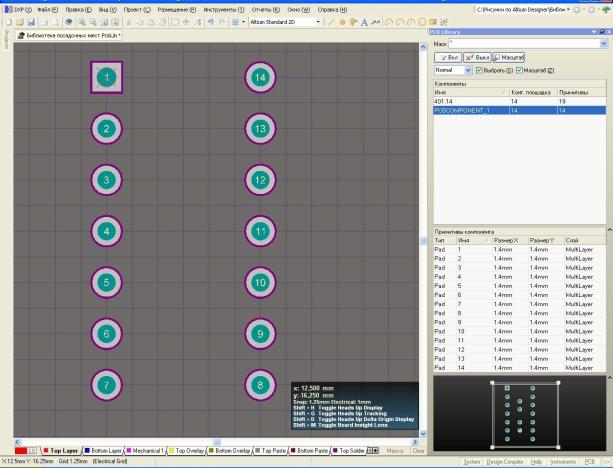 DXP (X) Файл (F) Правка (E) Вид (V) Проект (C) Размещение (P) Инструменты (T) Отчеты (R) Окно (W) Справка (H)
Altium Standard 2D
Библиотека посадочных мест.PcbLib *
Projects
PCB Library
Маск *
Вкл Выкл Масштаб
Normal Выбрать (S) Масштаб (Z)
Компоненты
Имя Конт. площадка Примитивы
401.14 14 19
PCBCOMPONENT_1 14 14
1 14
2 13
3 12
4 11
5 10
6 9
7 8
Примитивы компонента
Тип Имя Размер X Размер Y Слой
Pad 1 1.4mm 1.4mm MultiLayer
Pad 2 1.4mm 1.4mm MultiLayer
Pad 3 1.4mm 1.4mm MultiLayer
Pad 4 1.4mm 1.4mm MultiLayer
Pad 5 1.4mm 1.4mm MultiLayer
Pad 6 1.4mm 1.4mm MultiLayer
Pad 7 1.4mm 1.4mm MultiLayer
Pad 8 1.4mm 1.4mm MultiLayer
Pad 9 1.4mm 1.4mm MultiLayer
Pad 10 1.4mm 1.4mm MultiLayer
Pad 11 1.4mm 1.4mm MultiLayer
Pad 12 1.4mm 1.4mm MultiLayer
Pad 13 1.4mm 1.4mm MultiLayer
Pad 14 1.4mm 1.4mm MultiLayer
x: 12,500 mm
y:-16,250 mm
Snap: 1.25mm Electrical: 1mm
Shift + H Toggle Heads Up Display
Shift + G Toggle Heads Up Tracking
Shift + D Toggle Heads Up Delta Origin Display
Shift + M Toggle Board Insight Lens
LS Top Layer Bottom Layer Mechanical 1 Top Overlay Bottom Overlay Top Paste Bottom Paste Top Solder Маска Clear
X:12.5mm Y:-16.25mm Grid:1.25mm (Electrical Grid)
System Design Compiler Help Instruments PCB